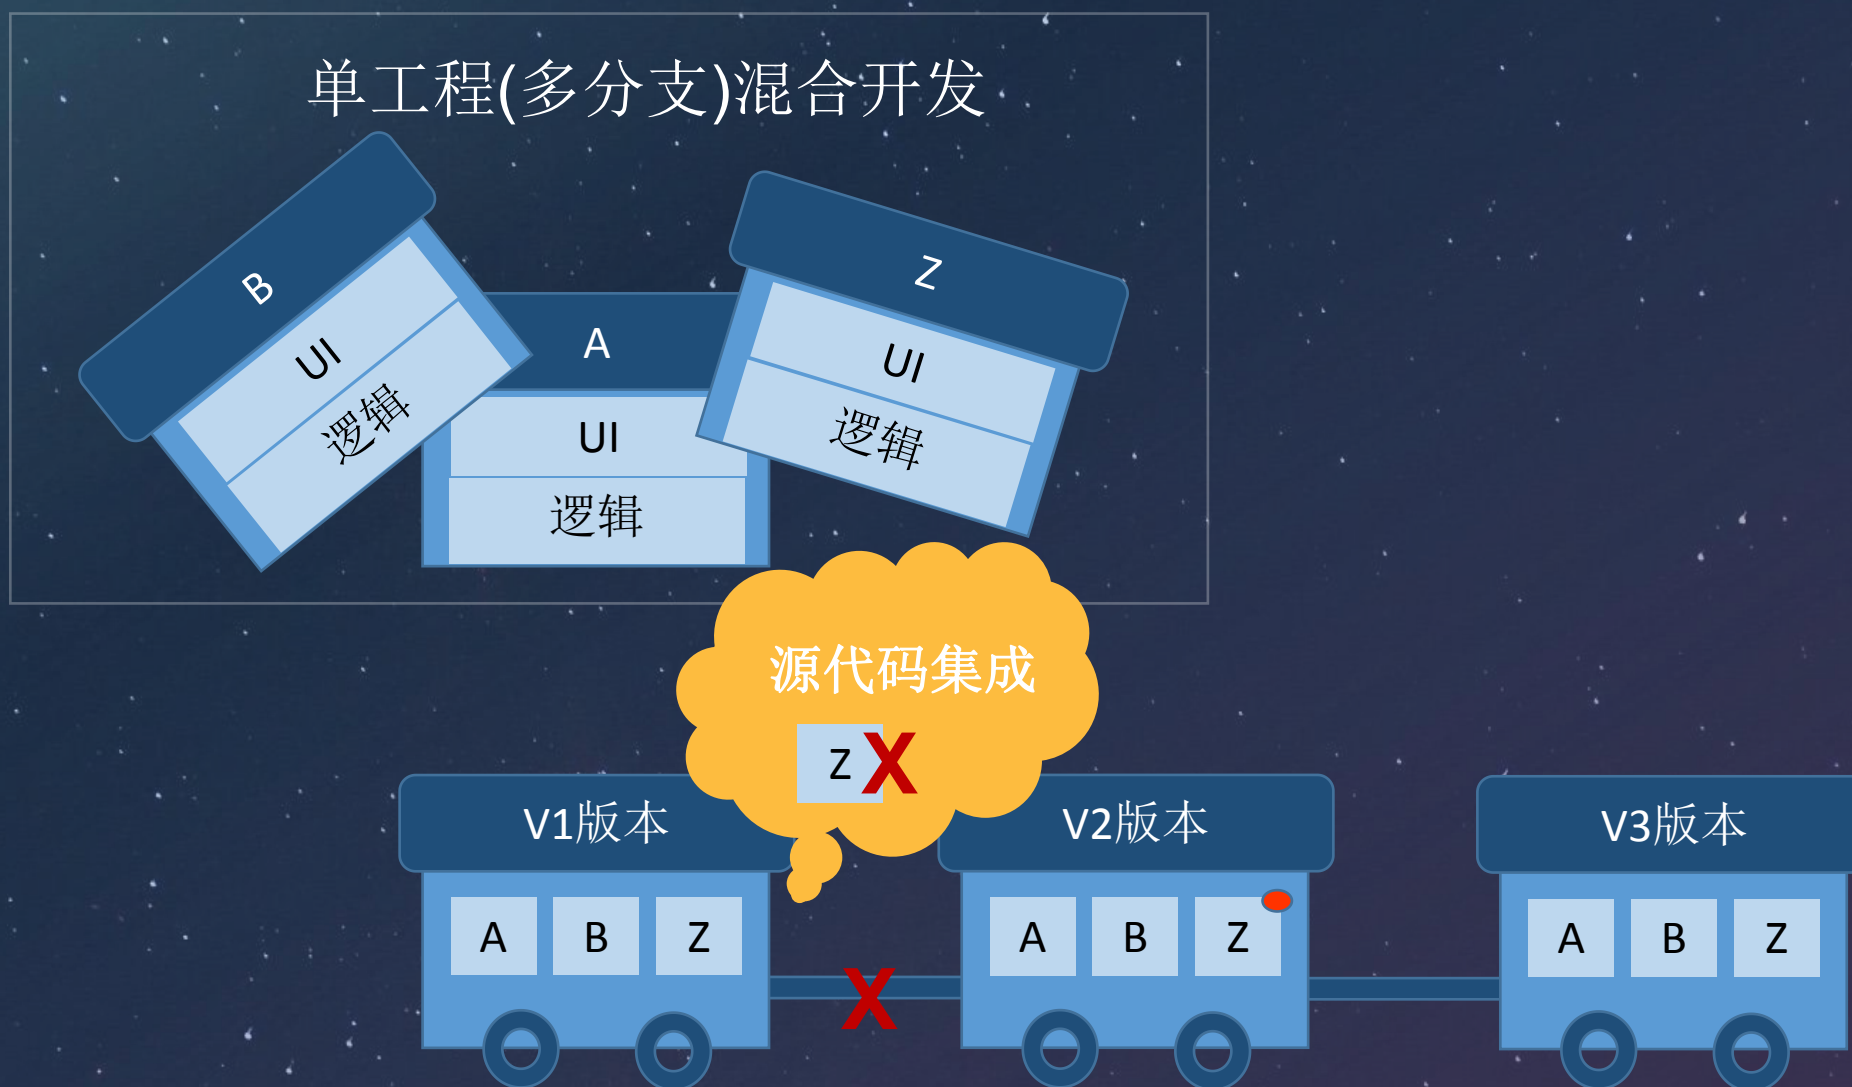 单工程(多分支)混合开发
B
UI
逻辑
A
UI
逻辑
Z
UI
逻辑
源代码集成
Z X
V1版本
A B Z
X
V2版本
A B Z
V3版本
A B Z